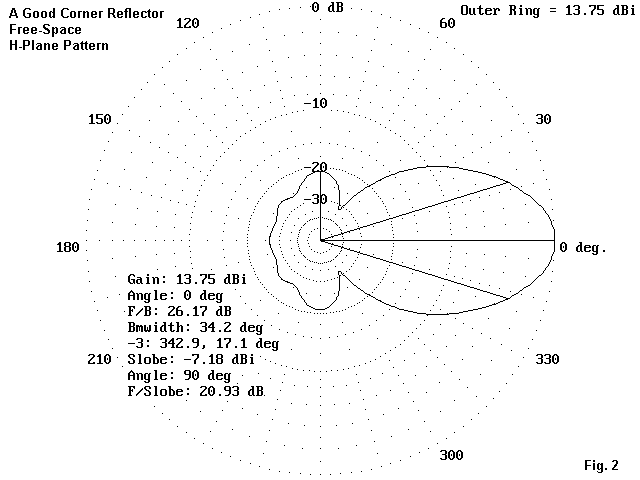 A Good Corner Reflector
Free-Space
H-Plane Pattern
0 dB
Outer Ring = 13.75 dBi
120
60
-10
150
30
-20
-30
180
0 deg.
Gain: 13.75 dBi
Angle: 0 deg
F/B: 26.17 dB
Bmwidth: 34.2 deg
-3: 342.9, 17.1 deg
Slobe: -7.18 dBi
Angle: 90 deg
F/Slobe: 20.93 dB
210
330
300
Fig. 2